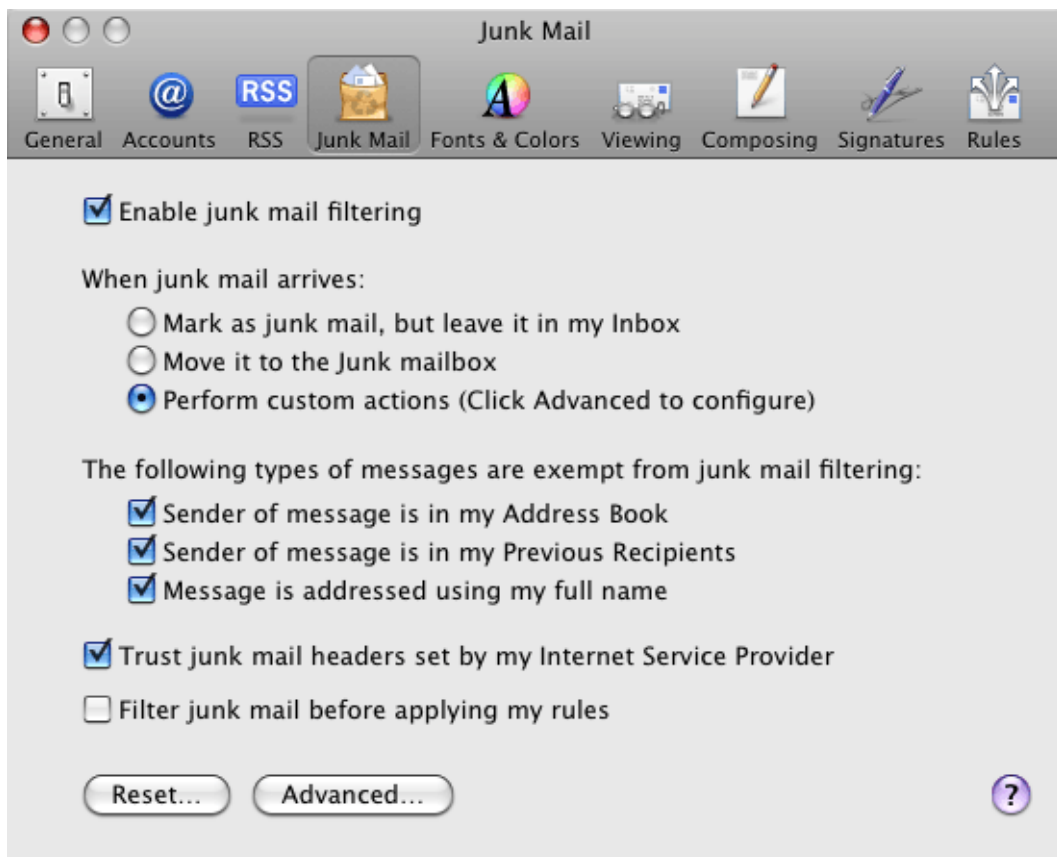 Junk Mail
RSS
General Accounts RSS Junk Mail Fonts & Colors Viewing Composing Signatures Rules
Enable junk mail filtering
When junk mail arrives:
Mark as junk mail, but leave it in my Inbox
Move it to the Junk mailbox
Perform custom actions (Click Advanced to configure)
The following types of messages are exempt from junk mail filtering:
Sender of message is in my Address Book
Sender of message is in my Previous Recipients
Message is addressed using my full name
Trust junk mail headers set by my Internet Service Provider
Filter junk mail before applying my rules
Reset... Advanced... ?